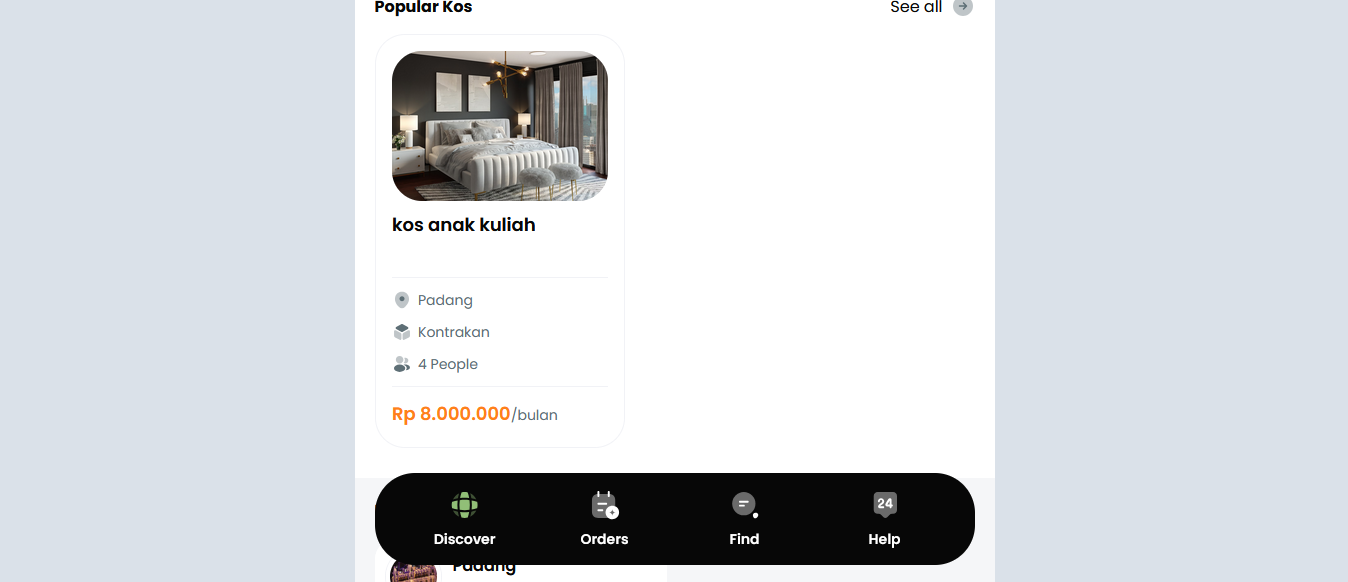 Popular Kos
See all
kos anak kuliah
Padang
Kontrakan
4 People
Rp 8.000.000/bulan
24
Discover
Orders
Find
Help
Padang